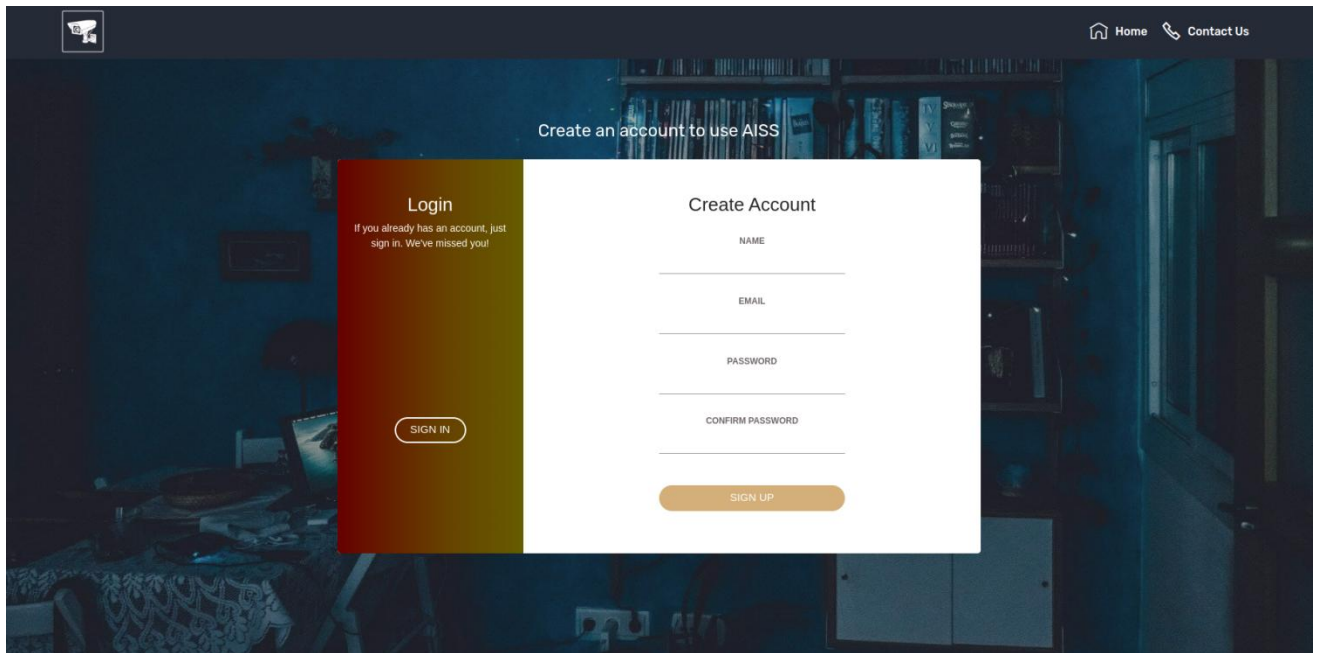 Home
Contact Us
Create an account to use AISS
Login
If you already has an account, just
sign in. We've missed you!
SIGN IN
Create Account
NAME
EMAIL
PASSWORD
CONFIRM PASSWORD
SIGN UP